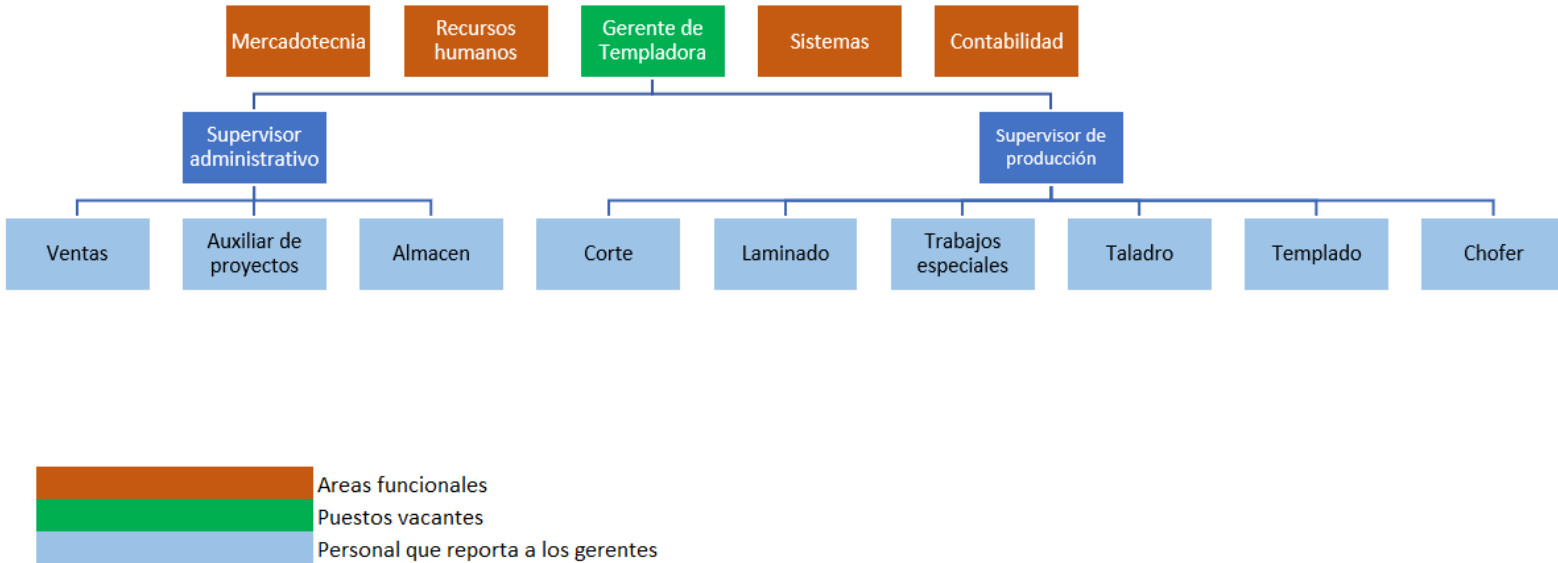 Mercadotecnia
Recursos
humanos
Gerente de
Templadora
Sistemas
Contabilidad
Supervisor
administrativo
Supervisor de
producción
Ventas
Auxiliar de
proyectos
Almacen
Corte
Laminado
Trabajos
especiales
Taladro
Templado
Chofer
Areas funcionales
Puestos vacantes
Personal que reporta a los gerentes